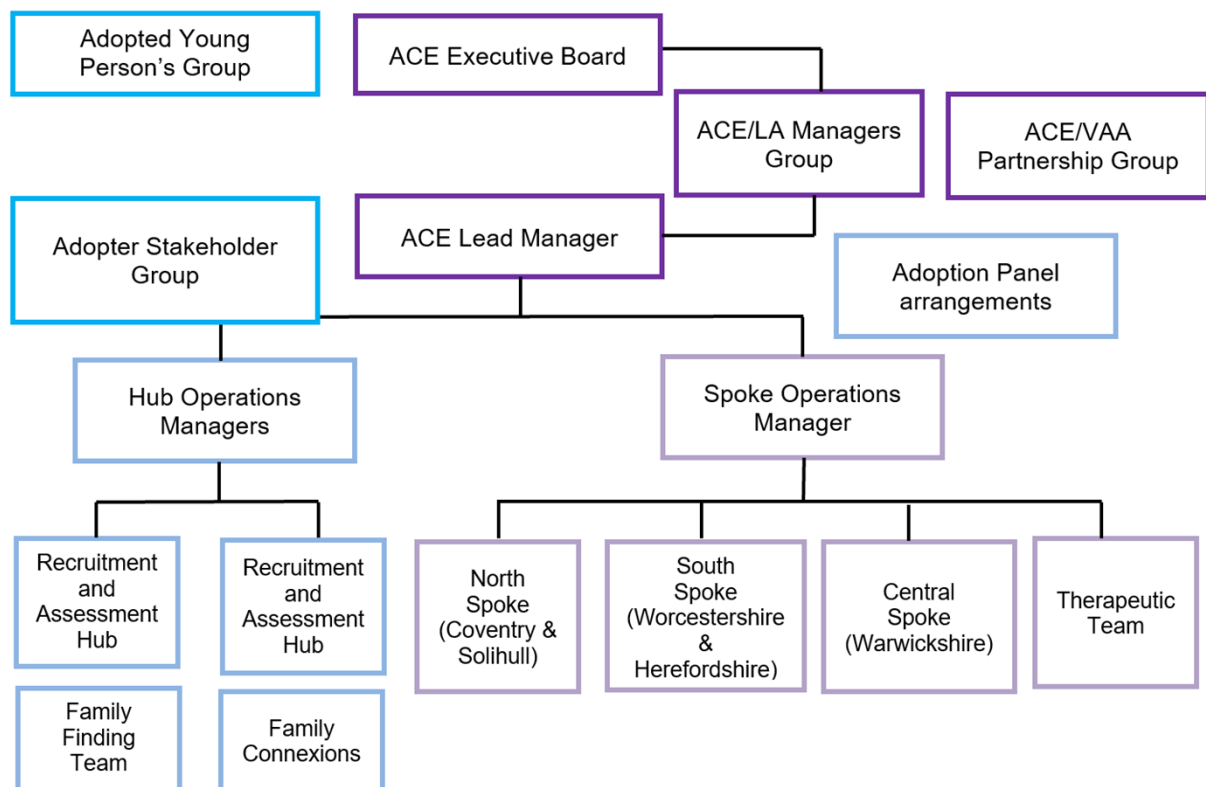 Adopted Young
Person's Group
ACE Executive Board
ACE/LA Managers
Group
ACE/VAA
Partnership Group
Adopter Stakeholder
Group
ACE Lead Manager
Adoption Panel
arrangements
Hub Operations
Managers
Spoke Operations
Manager
Recruitment
and
Assessment
Hub
Recruitment
and
Assessment
Hub
North
Spoke
(Coventry &
Solihull)
South
Spoke
(Worcestershire
&
Herefordshire)
Central
Spoke
(Warwickshire)
Therapeutic
Team
Family
Finding
Team
Family
Connexions